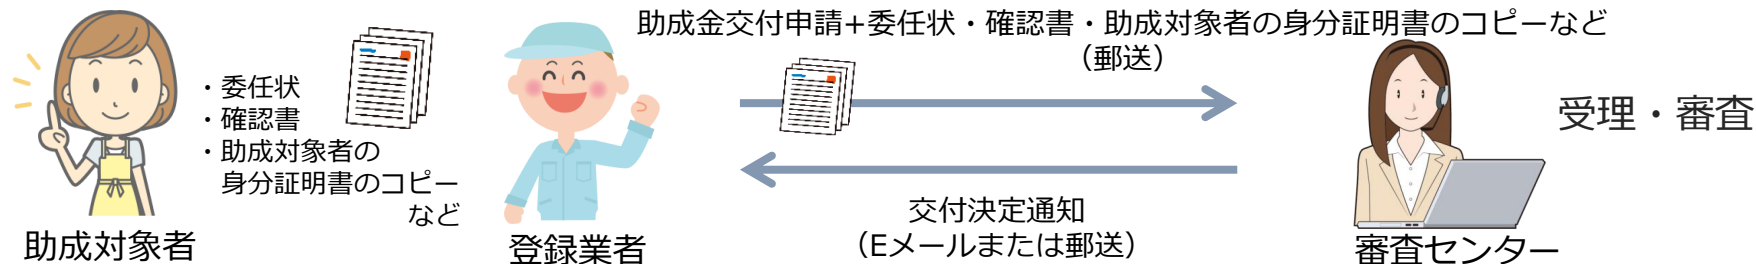 助成金交付申請+委任状・確認書・助成対象者の身分証明書のコピーなど
（郵送）
・委任状
・確認書
・助成対象者の
身分証明書のコピー
など
受理・審査
交付決定通知
（Eメールまたは郵送）
助成対象者
登録業者
審査センター